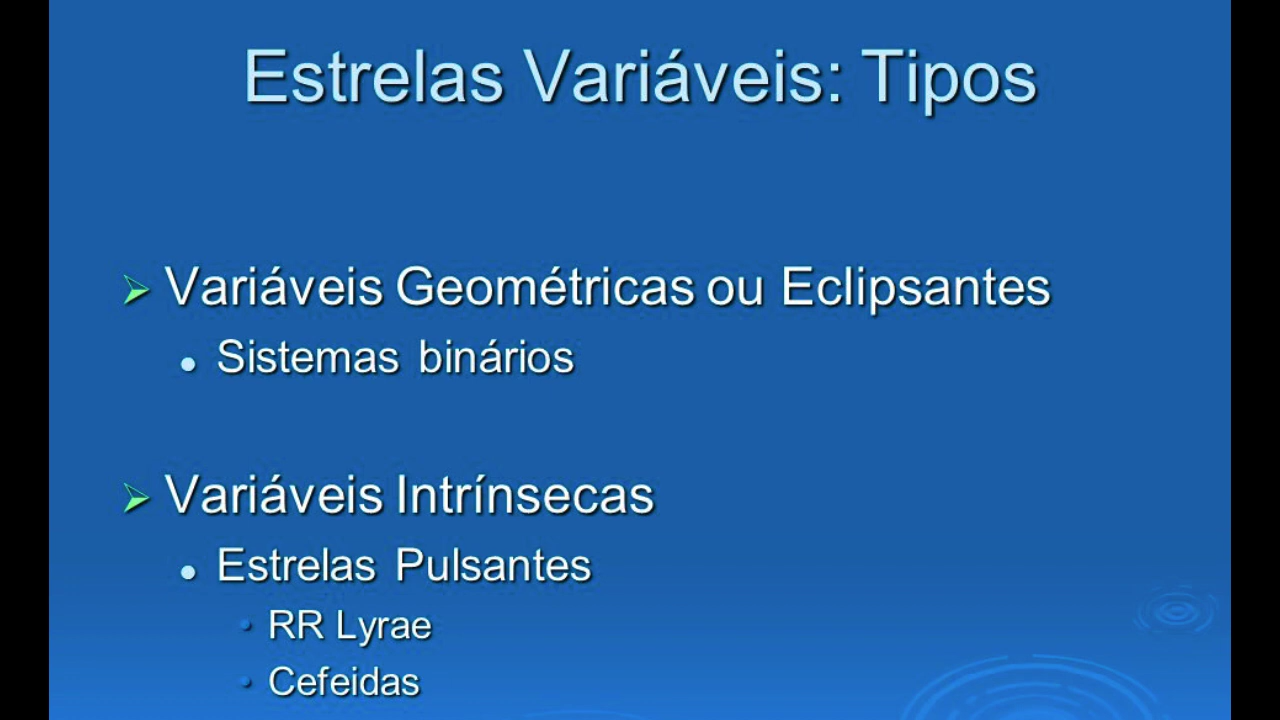 Estrelas Variáveis: Tipos
Variáveis Geométricas ou Eclipsantes
Sistemas binários
Variáveis Intrínsecas
Estrelas Pulsantes
RR Lyrae
Cefeidas